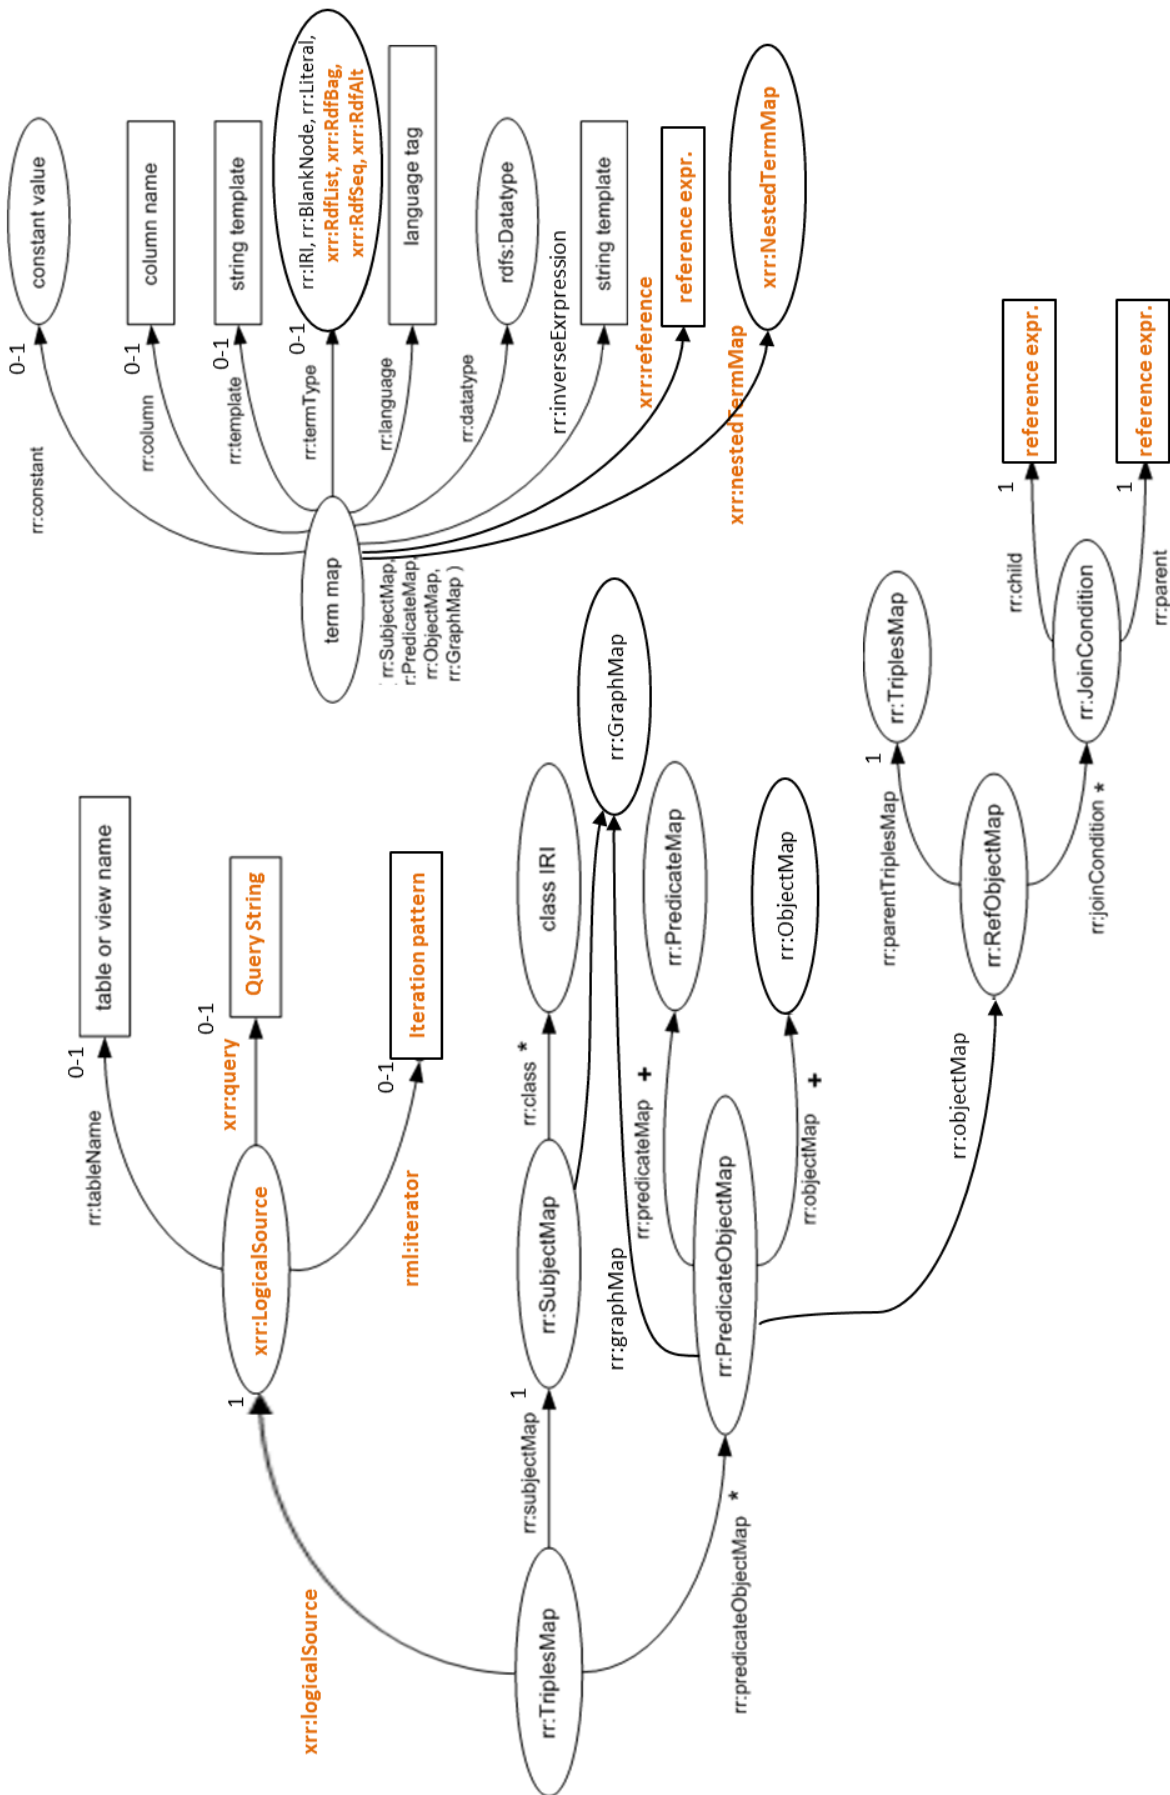 xrr:logicalSource
1
xrr:LogicalSource
rr:tableName
0-1
table or view name
xrr:query
0-1
Query String
rml:iterator
0-1
Iteration pattern
rr:TriplesMap
rr:subjectMap
1
rr:SubjectMap
rr:class *
class IRI
rr:graphMap
rr:GraphMap
rr:predicateObjectMap *
rr:PredicateObjectMap
rr:predicateMap +
rr:PredicateMap
rr:objectMap +
rr:ObjectMap
rr:objectMap
rr:RefObjectMap
rr:parentTriplesMap
1
rr:TriplesMap
rr:joinCondition *
rr:JoinCondition
rr:child
1
reference expr.
rr:parent
1
reference expr.
term map
rr:SubjectMap,
r:PredicateMap,
rr:ObjectMap,
rr:GraphMap )
rr:constant
0-1
constant value
rr:column
0-1
column name
rr:template
0-1
string template
rr:termType
0-1
rr:IRI, rr:BlankNode, rr:Literal,
xrr:RdfList, xrr:RdfBag,
xrr:RdfSeq, xrr:RdfAlt
rr:language
language tag
rr:datatype
rdfs:Datatype
rr:inverseExrpression
string template
xrr:reference
reference expr.
xrr:nestedTermMap
xrr:NestedTermMap